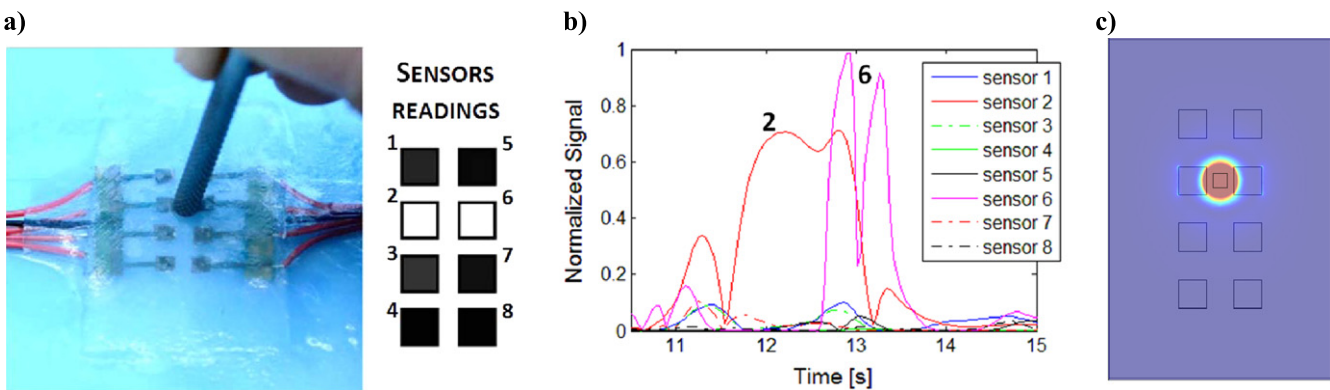 a)
SENSORS
READINGS
1 5
2 6
3 7
4 8
b)
Normalized Signal
1
0.8
0.6
0.4
0.2
0
11 12 13 14 15
Time [s]
2
6
sensor 1
sensor 2
sensor 3
sensor 4
sensor 5
sensor 6
sensor 7
sensor 8
c)